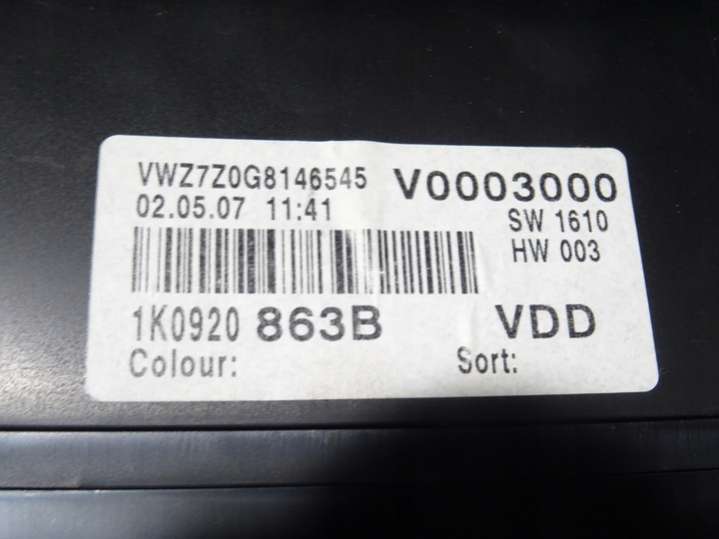 VWZ7Z0G8146545 V0003000
02.05.07 11:41 SW 1610
HW 003
1K0920 863B VDD
Colour: Sort: